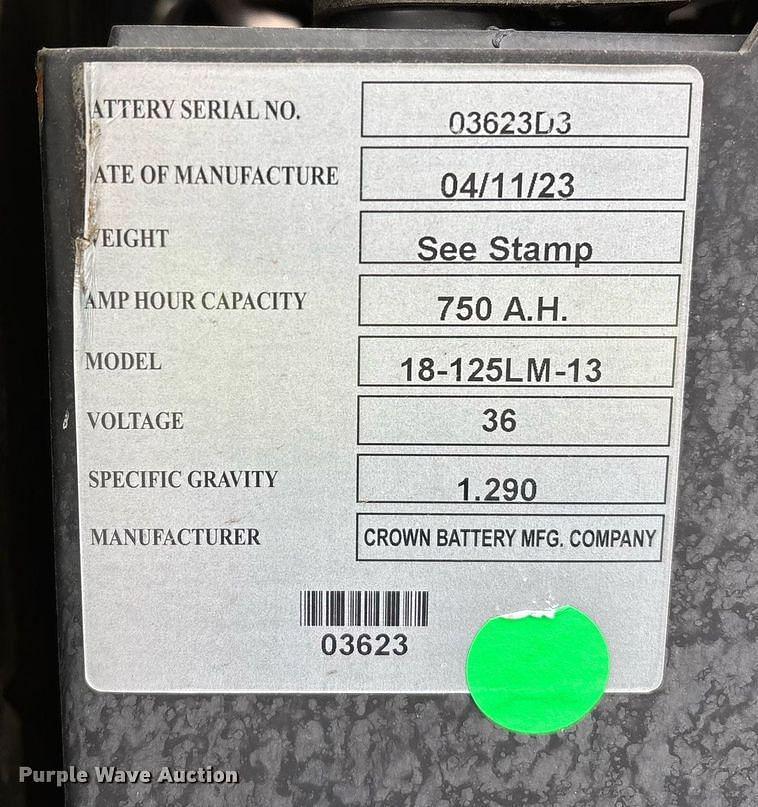 ATTERY SERIAL NO. 03623D3
ATE OF MANUFACTURE 04/11/23
WEIGHT See Stamp
AMP HOUR CAPACITY 750 A.H.
MODEL 18-125LM-13
VOLTAGE 36
SPECIFIC GRAVITY 1.290
MANUFACTURER CROWN BATTERY MFG. COMPANY
03623
Purple Wave Auction